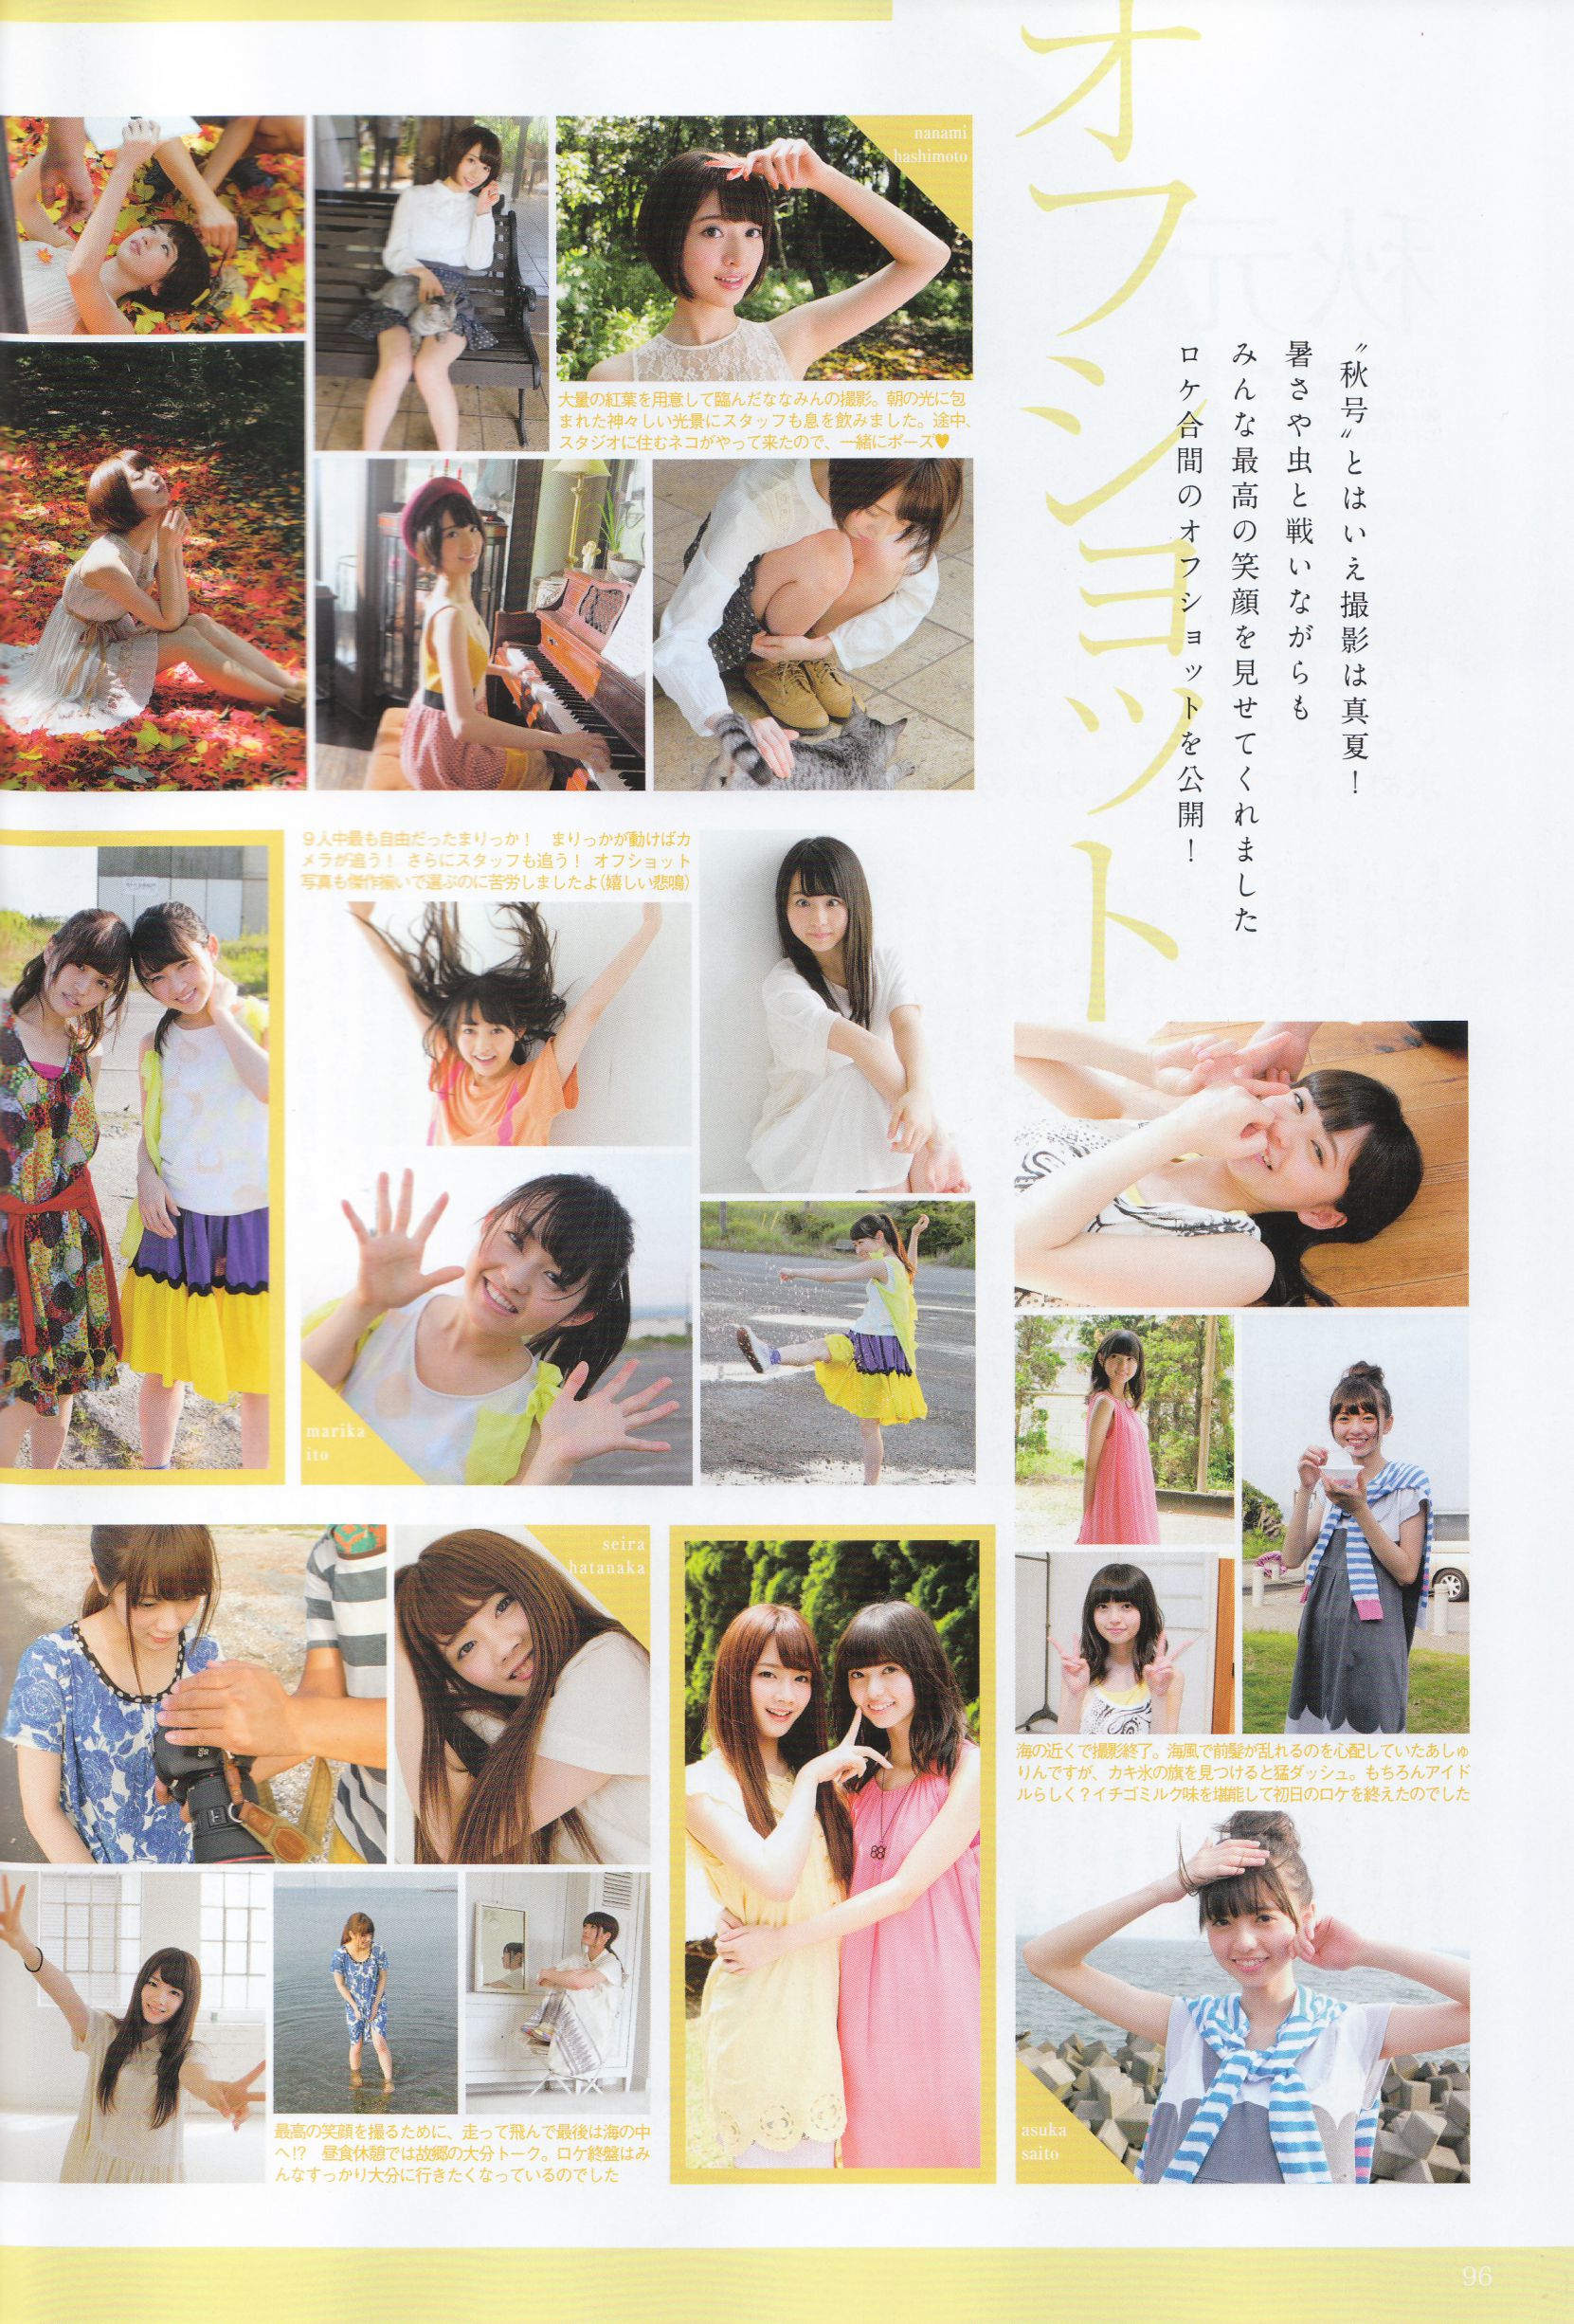 オフショット
〝秋号〟とはいえ撮影は真夏！
暑さや虫と戦いながらも
みんな最高の笑顔を見せてくれました
ロケ合間のオフショットを公開！
nanami
hashimoto
大量の紅葉を用意して臨んだななみんの撮影。朝の光に包
まれた神々しい光景にスタッフも息を飲みました。途中、
スタジオに住むネコがやって来たので、一緒にポーズ♥
９人中最も自由だったまりっか！　まりっかが動けばカ
メラが追う！ さらにスタッフも追う！ オフショット
写真も傑作揃いで選ぶのに苦労しましたよ(嬉しい悲鳴)
marika
ito
海の近くで撮影終了。海風で前髪が乱れるのを心配していたあしゅ
りんですが、カキ氷の旗を見つけると猛ダッシュ。もちろんアイド
ルらしく？イチゴミルク味を堪能して初日のロケを終えたのでした
asuka
saito
seira
hatanaka
最高の笑顔を撮るために、走って飛んで最後は海の中
へ!?　昼食休憩では故郷の大分トーク。ロケ終盤はみ
んなすっかり大分に行きたくなっているのでした
96